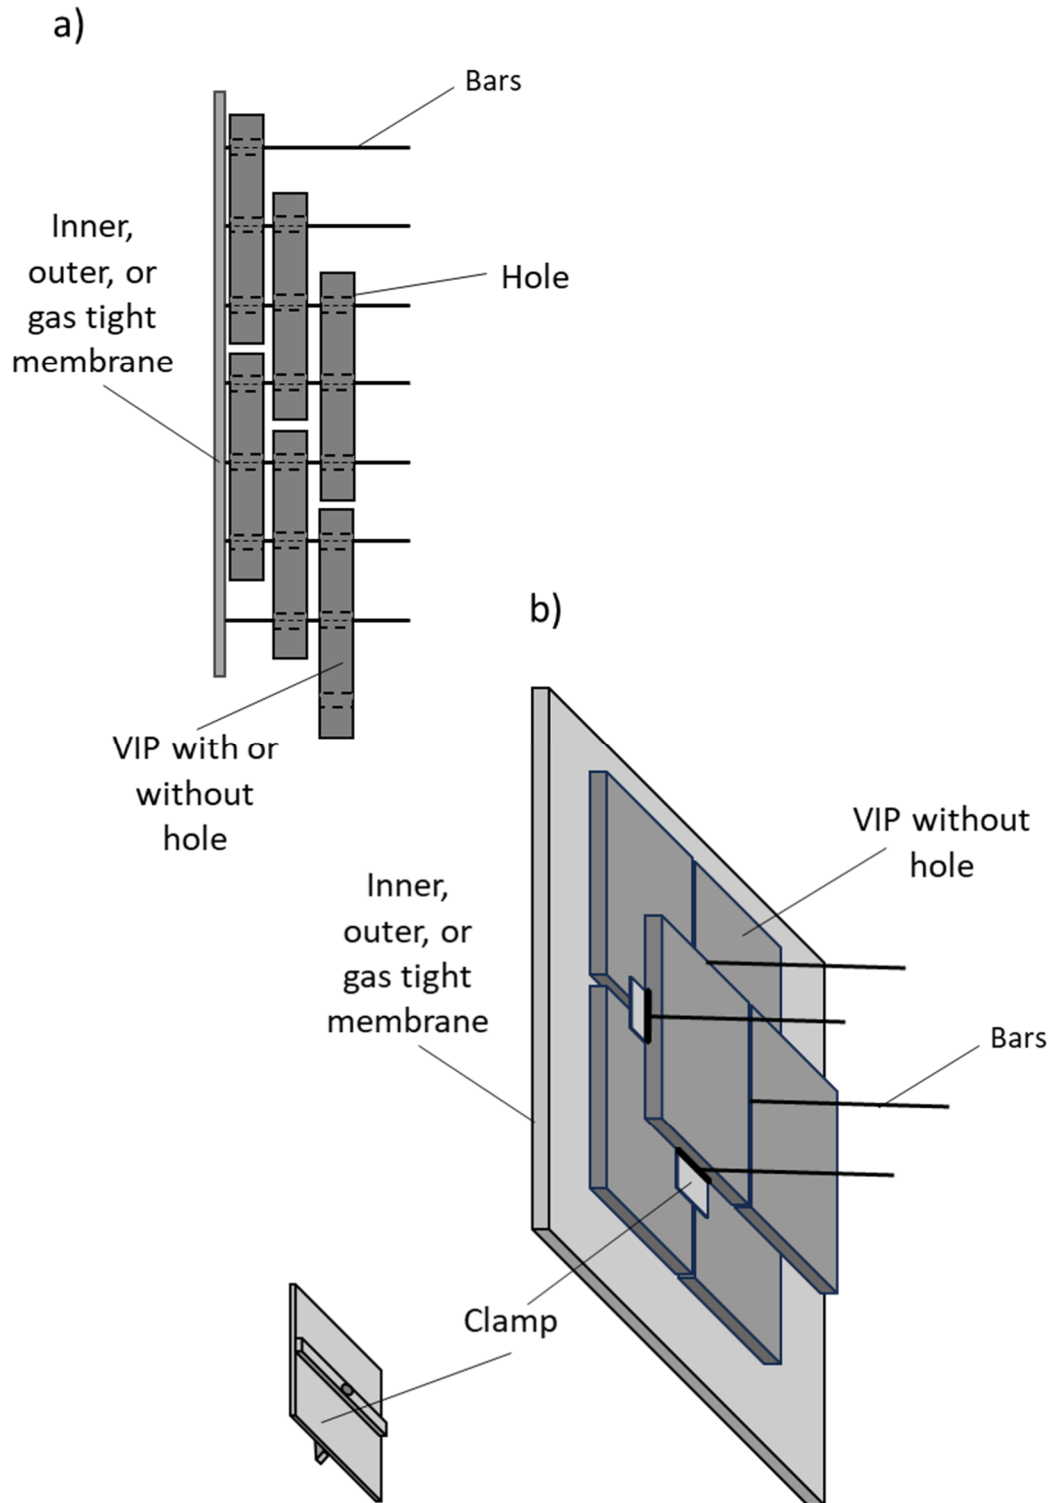 a)
Bars
Inner,
outer, or
gas tight
membrane
Hole
VIP with or
without
hole
b)
VIP without
hole
Inner,
outer, or
gas tight
membrane
Bars
Clamp